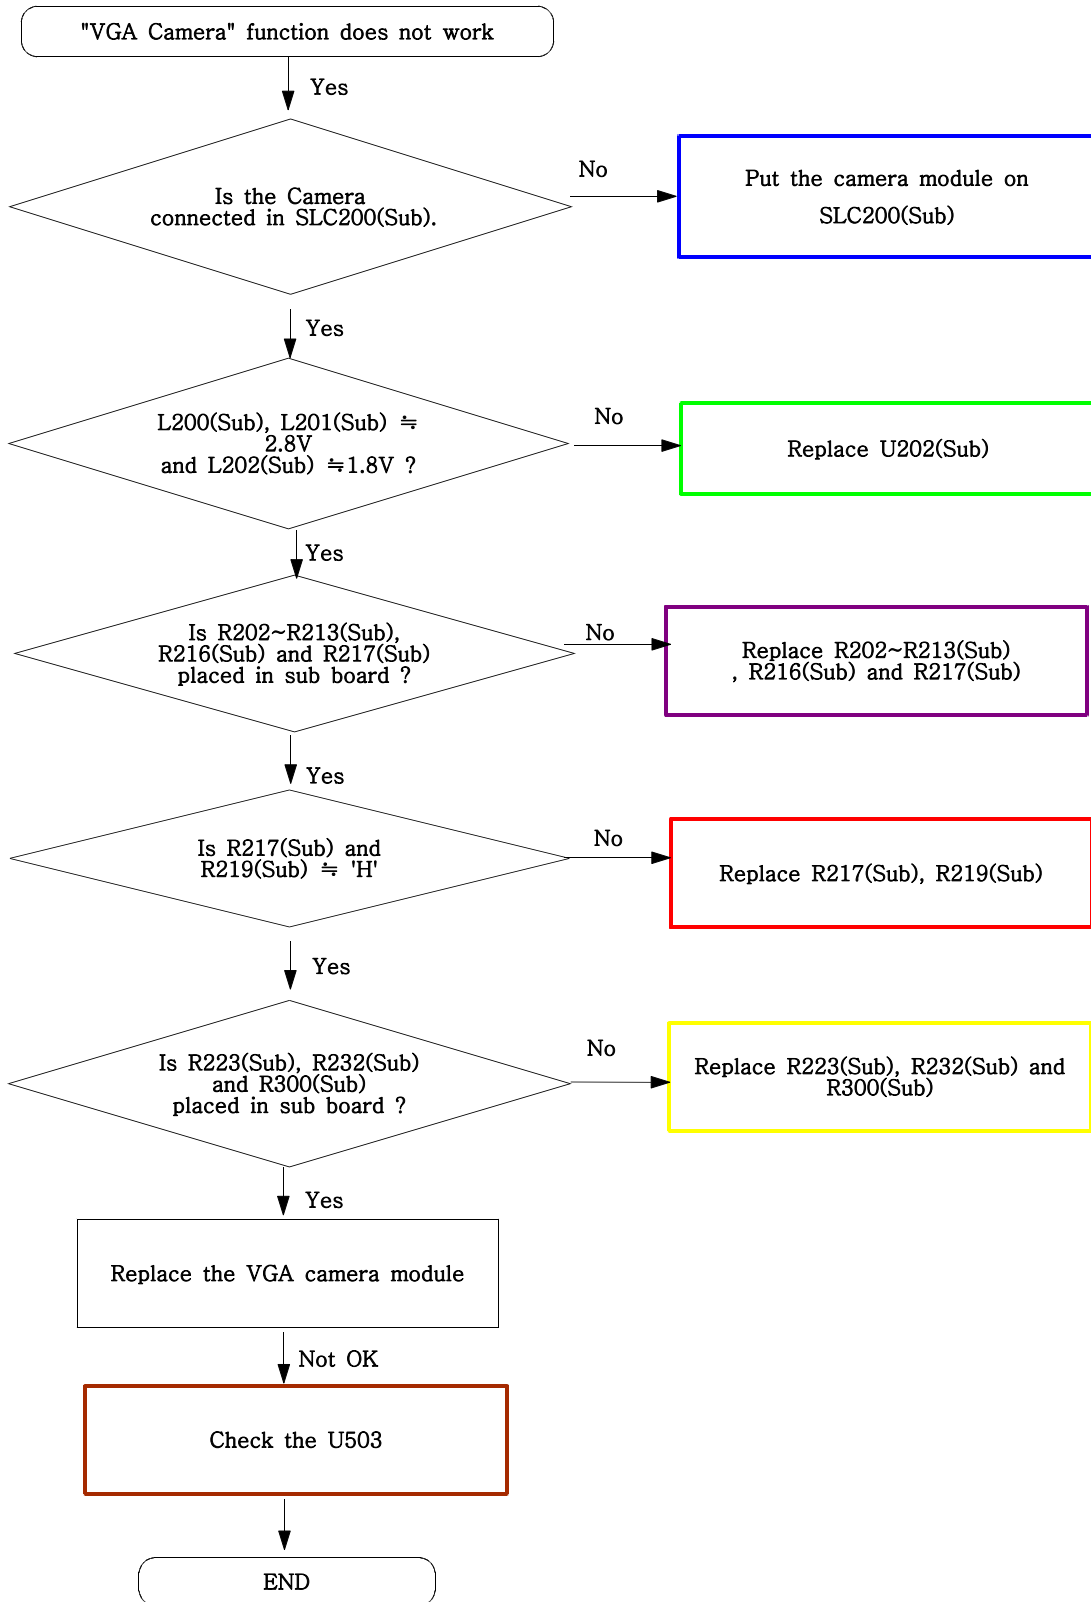 "VGA Camera" function does not work
Yes
Is the Camera
connected in SLC200(Sub).
No
Put the camera module on
SLC200(Sub)
Yes
L200(Sub), L201(Sub) ≒
2.8V
and L202(Sub) ≒1.8V ?
No
Replace U202(Sub)
Yes
Is R202~R213(Sub),
R216(Sub) and R217(Sub)
placed in sub board ?
No
Replace R202~R213(Sub)
, R216(Sub) and R217(Sub)
Yes
Is R217(Sub) and
R219(Sub) ≒ 'H'
No
Replace R217(Sub), R219(Sub)
Yes
Is R223(Sub), R232(Sub)
and R300(Sub)
placed in sub board ?
No
Replace R223(Sub), R232(Sub) and
R300(Sub)
Yes
Replace the VGA camera module
Not OK
Check the U503
END